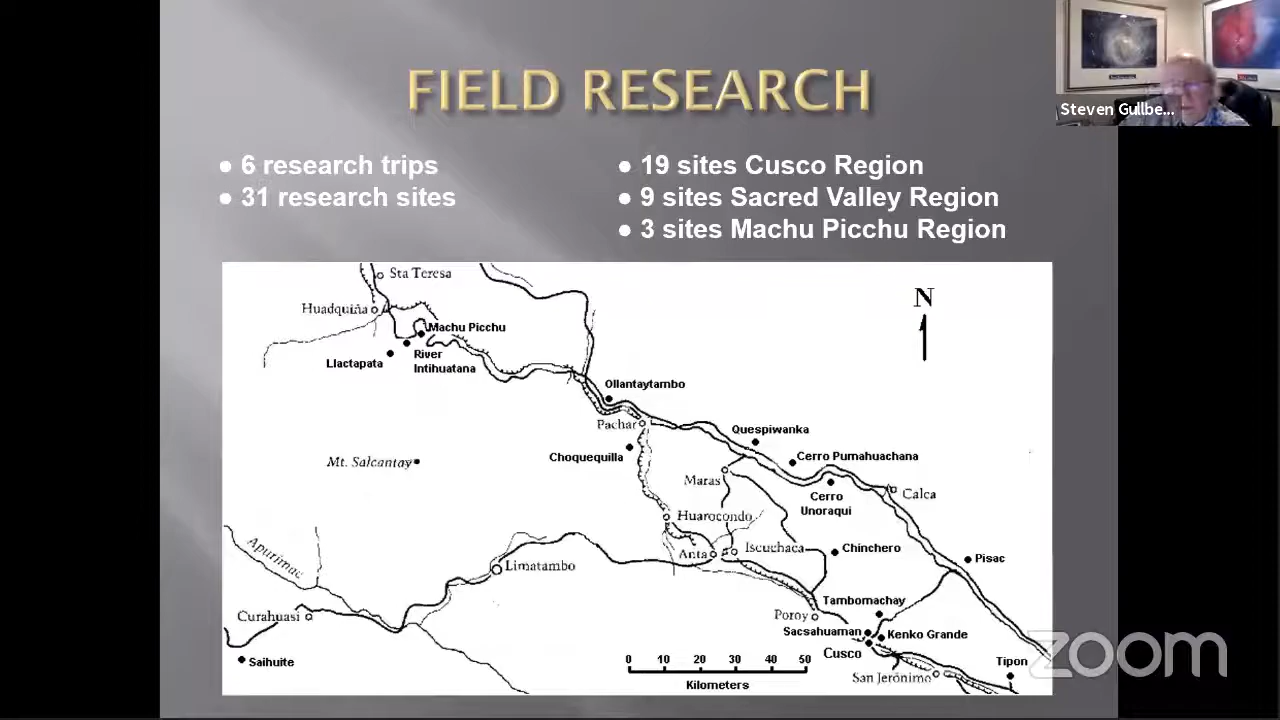 FIELD RESEARCH
Steven Gullbe...
● 6 research trips
● 31 research sites
● 19 sites Cusco Region
● 9 sites Sacred Valley Region
● 3 sites Machu Picchu Region
Sta Teresa
N
Huadquiña
Machu Picchu
Llactapata
River
Intihuatana
Ollantaytambo
Pachar
Quespiwanka
Choquequilla
Cerro Pumahuachana
Mt. Salcantay
Maras
Cerro
Unoraqui
Calca
Huarocondo
Apurimac
Anta
Iscuchaca
Chinchero
Pisac
Limatambo
Tambomachay
Curahuasi
Poroy
Sacsahuaman
Kenko Grande
Cusco
zoom
Saihuite
0 10 20 30 40 50
Kilometers
San Jerónimo
Tipon